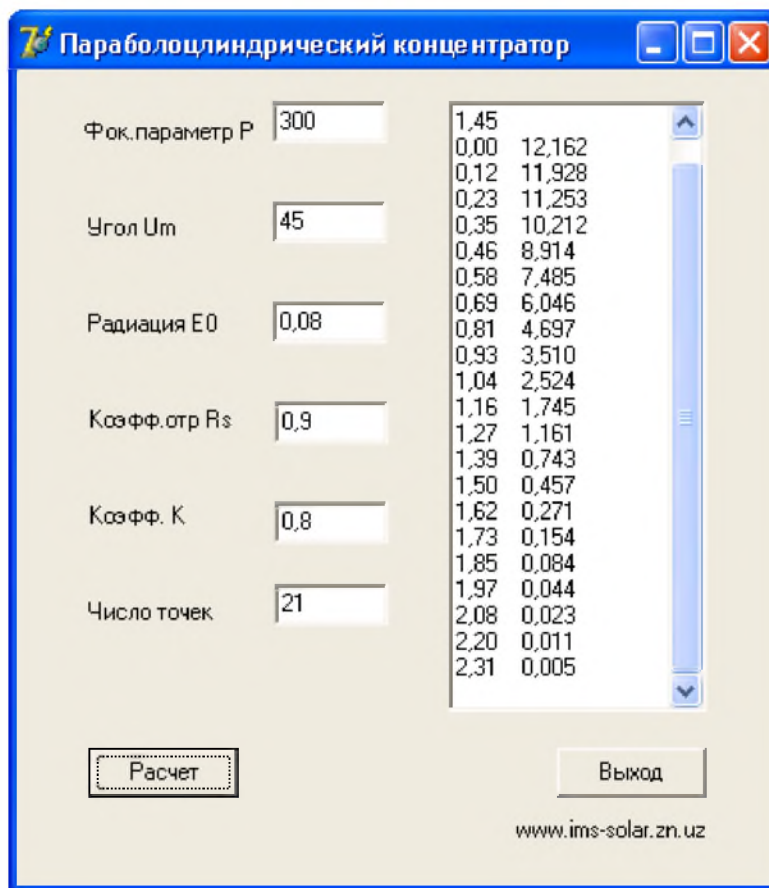 Параболоцлиндрический концентратор
Фок.параметр P
300
Угол Um
45
Радиация E0
0,08
Коэфф.отр Rs
0,9
Коэфф. K
0,8
Число точек
21
1,45
0,00 12,162
0,12 11,928
0,23 11,253
0,35 10,212
0,46 8,914
0,58 7,485
0,69 6,046
0,81 4,697
0,93 3,510
1,04 2,524
1,16 1,745
1,27 1,161
1,39 0,743
1,50 0,457
1,62 0,271
1,73 0,154
1,85 0,084
1,97 0,044
2,08 0,023
2,20 0,011
2,31 0,005
Расчет
Выход
www.ims-solar.zn.uz